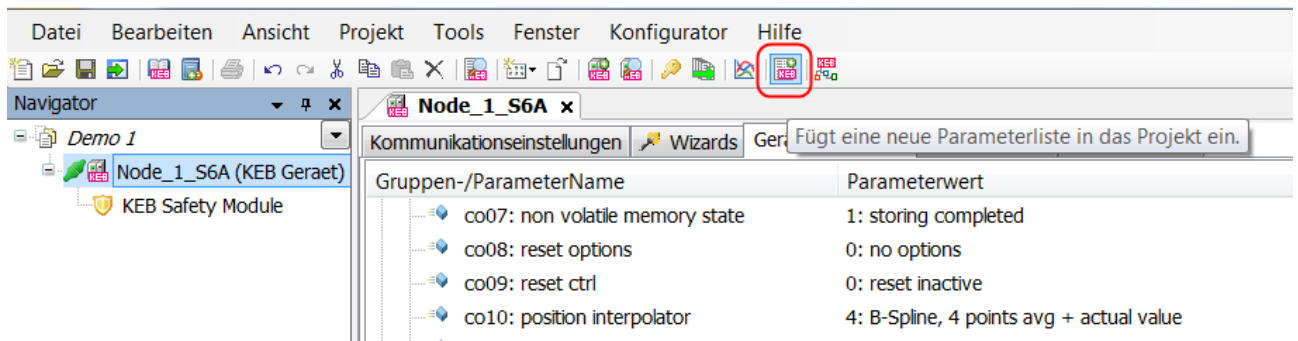 Datei Bearbeiten Ansicht Projekt Tools Fenster Konfigurator Hilfe
Navigator
Node_1_S6A x
Demo 1
Kommunikationseinstellungen Wizards Ger Fügt eine neue Parameterliste in das Projekt ein.
Node_1_S6A (KEB Geraet)
Gruppen-/ParameterName Parameterwert
KEB Safety Module
co07: non volatile memory state 1: storing completed
co08: reset options 0: no options
co09: reset ctrl 0: reset inactive
co10: position interpolator 4: B-Spline, 4 points avg + actual value